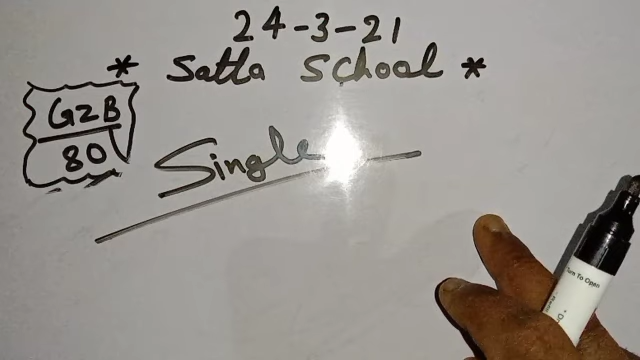 24-3-21
* Satta School *
GZB
80
Single
Turn To Open